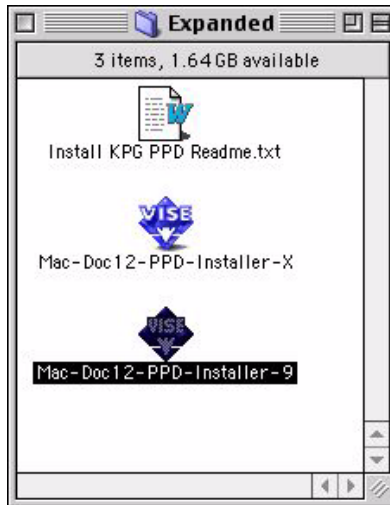 Expanded
3 items, 1.64 GB available
W
Install KPG PPD Readme.txt
VISE
Mac-Doc12-PPD-Installer-X
VISE
Mac-Doc12-PPD-Installer-9